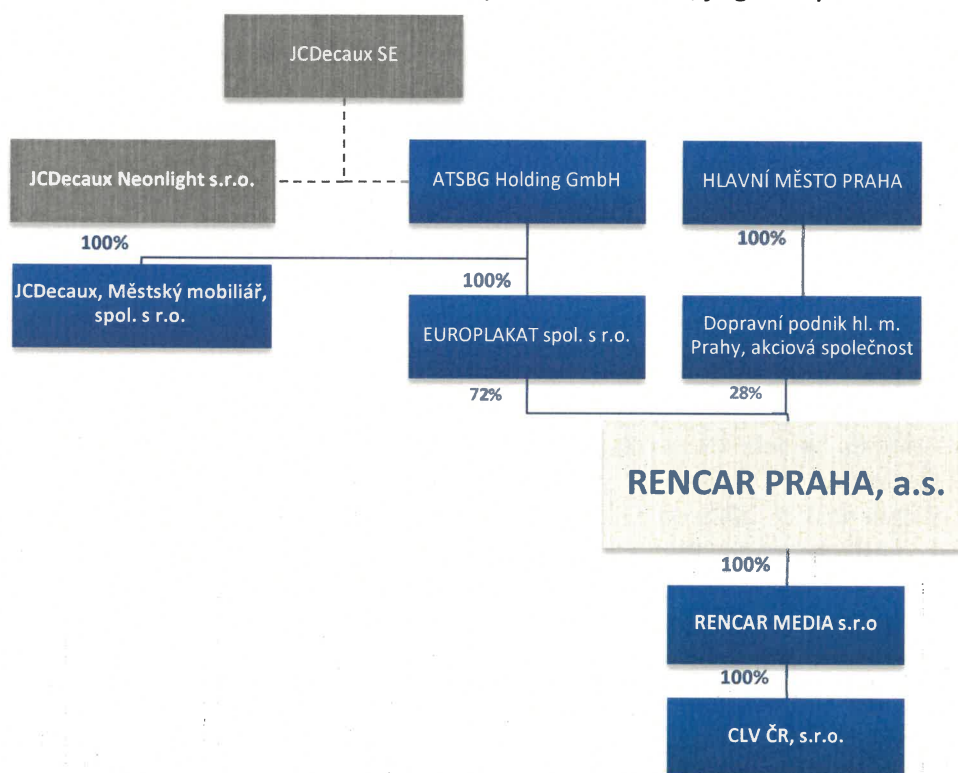 JCDecaux SE
JCDecaux Neonlight s.r.o.
ATSBG Holding GmbH
HLAVNÍ MĚSTO PRAHA
100%
100%
JCDecaux, Městský mobiliář,
spol. s r.o.
100%
EUROPLAKAT spol. s r.o.
Dopravní podnik hl. m.
Prahy, akciová společnost
72%
28%
RENCAR PRAHA, a.s.
100%
RENCAR MEDIA s.r.o
100%
CLV ČR, s.r.o.